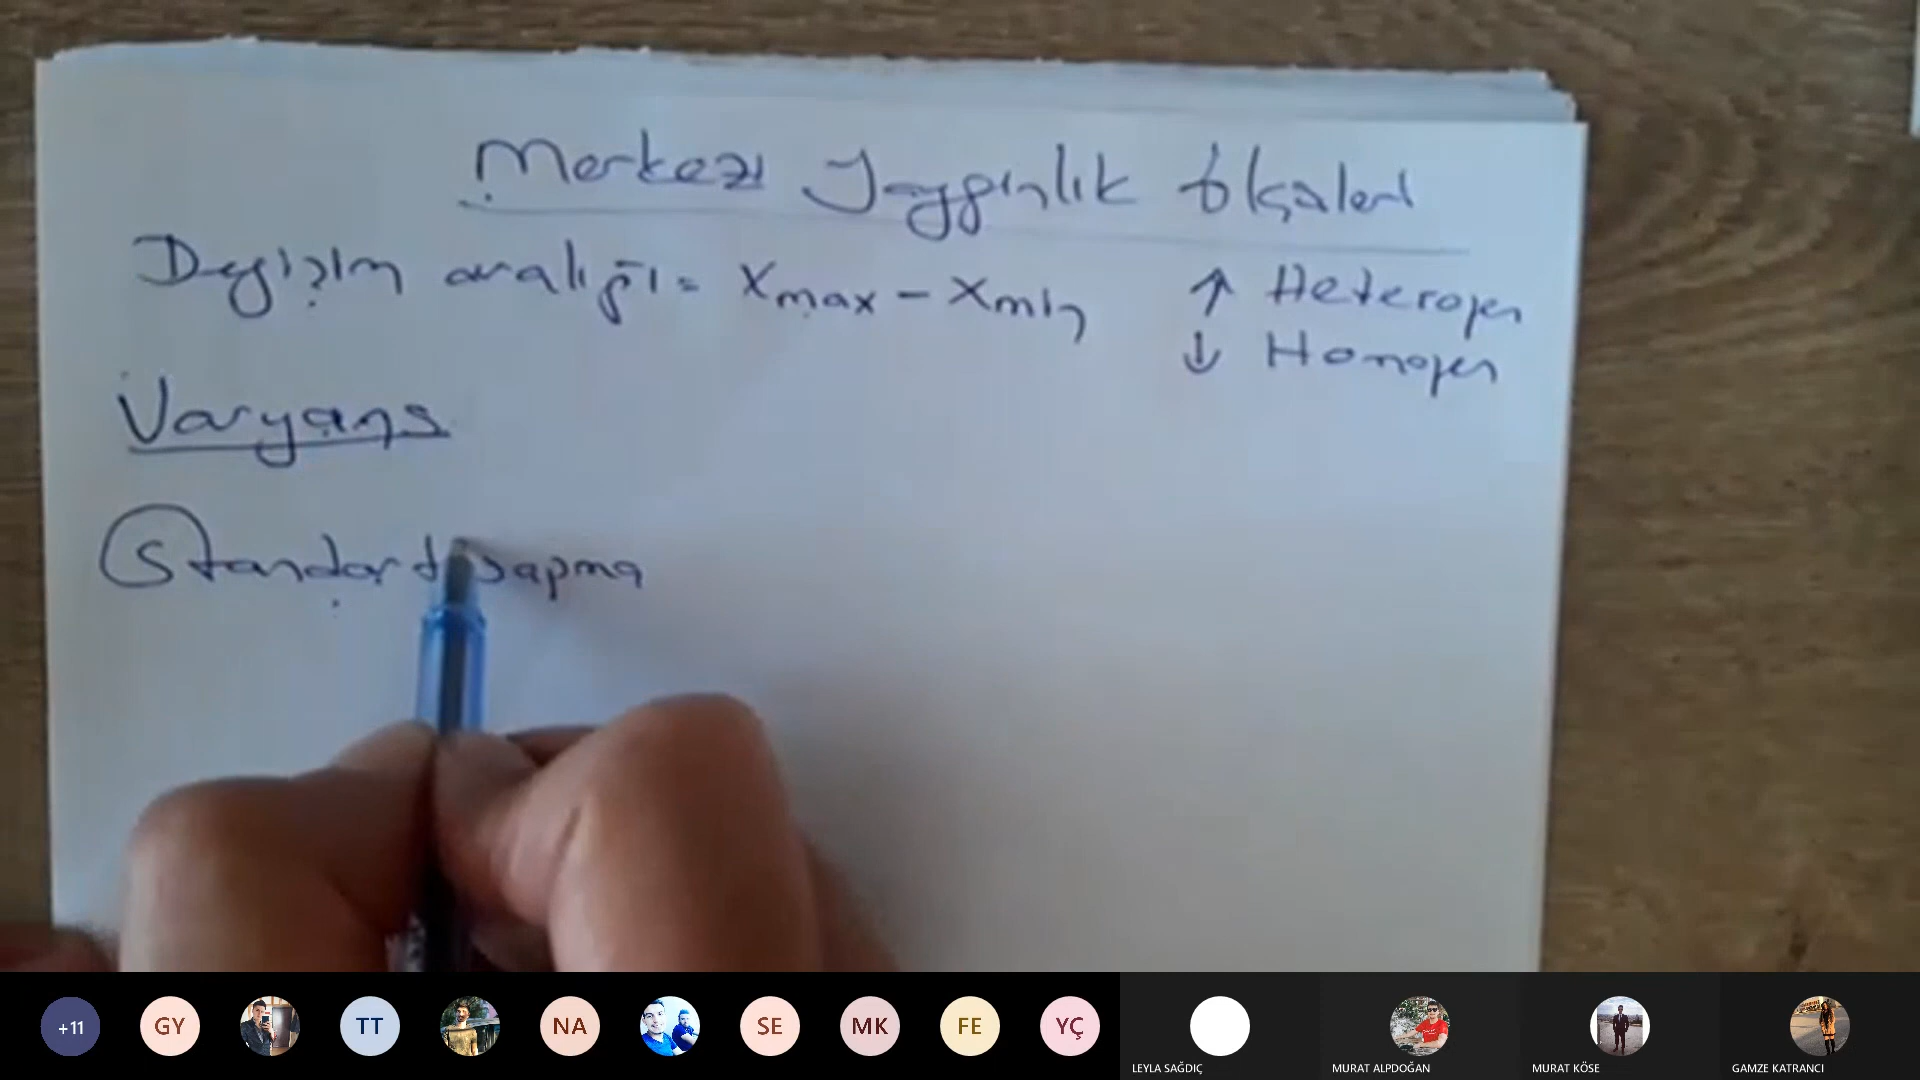 Merkezi Yaygınlık Ölçüleri
Değişim aralığı = Xmax - Xmin
↑ Heterojen
↓ Homojen
Varyans
Standart sapma
+11
GY
TT
NA
SE
MK
FE
YÇ
LEYLA SAĞDIÇ
MURAT ALPDOĞAN
MURAT KÖSE
GAMZE KATRANCI